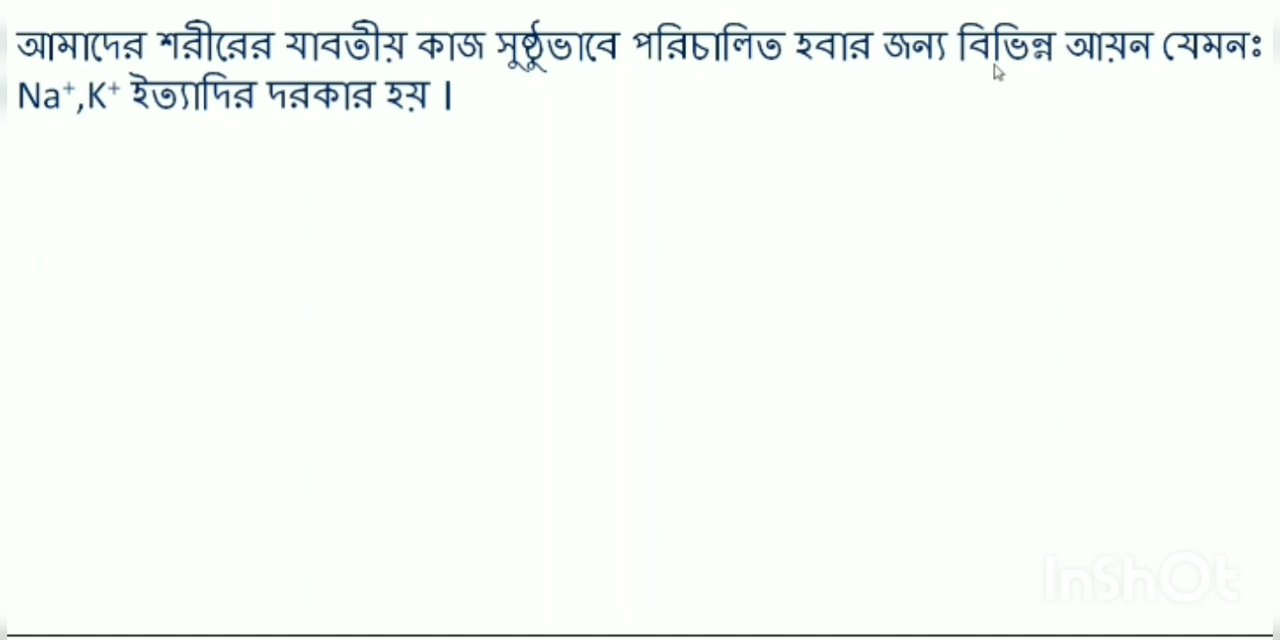 আমাদের শরীরের যাবতীয় কাজ সুষ্ঠুভাবে পরিচালিত হবার জন্য বিভিন্ন আয়ন যেমনঃ
Na⁺,K⁺ ইত্যাদির দরকার হয় ।
InShOt